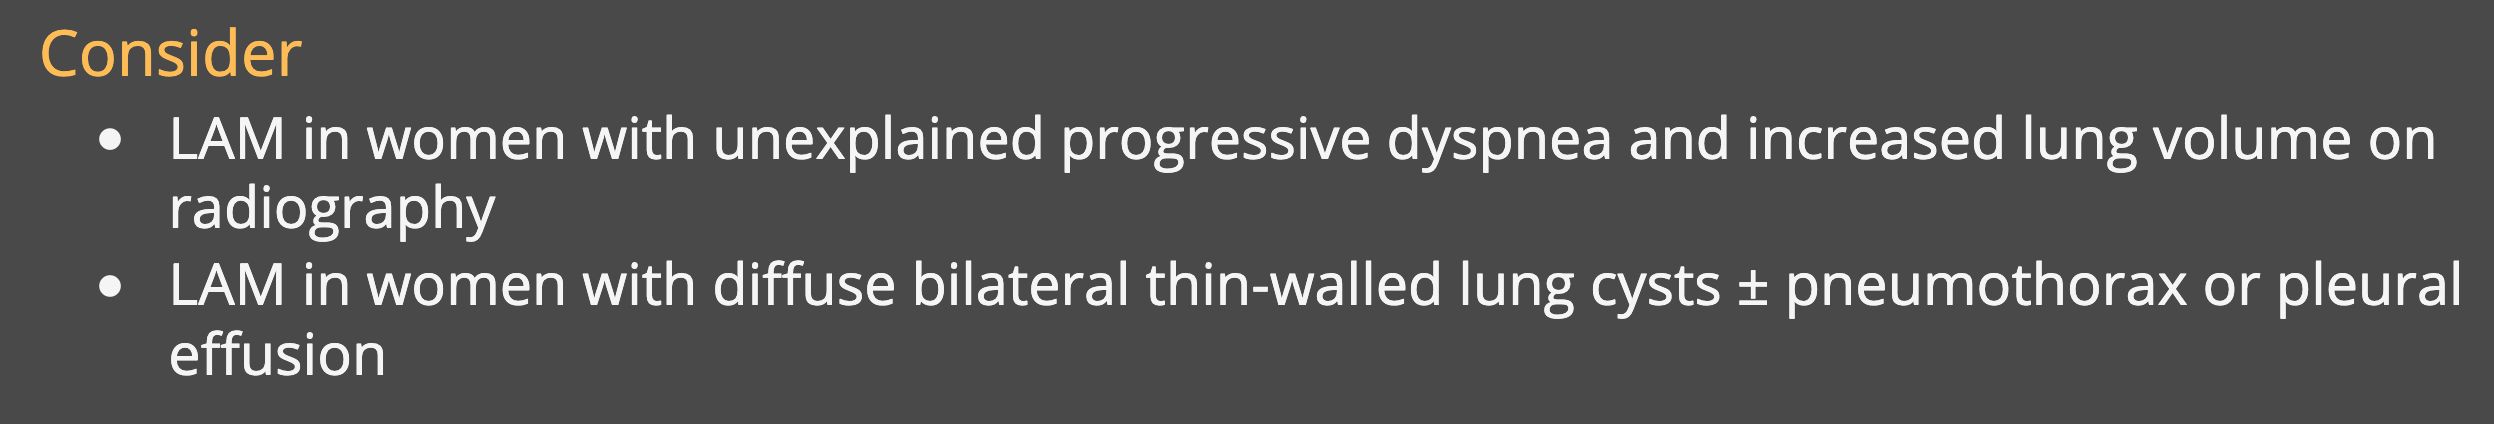 Consider
• LAM in women with unexplained progressive dyspnea and increased lung volume on
radiography
• LAM in women with diffuse bilateral thin-walled lung cysts ± pneumothorax or pleural
effusion